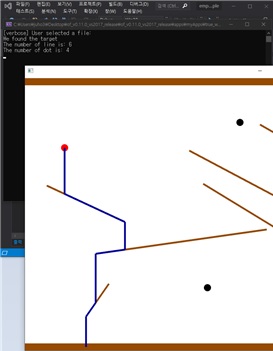 파일(F) 편집(E) 보기(V) 프로젝트(P) 빌드(B) 디버그(D)
테스트(S) 분석(N) 도구(T) 확장(X) 창(W) 도움말(H)
[verbose] User selected a file:
We found the target
The number of line is: 6
The number of dot is: 4